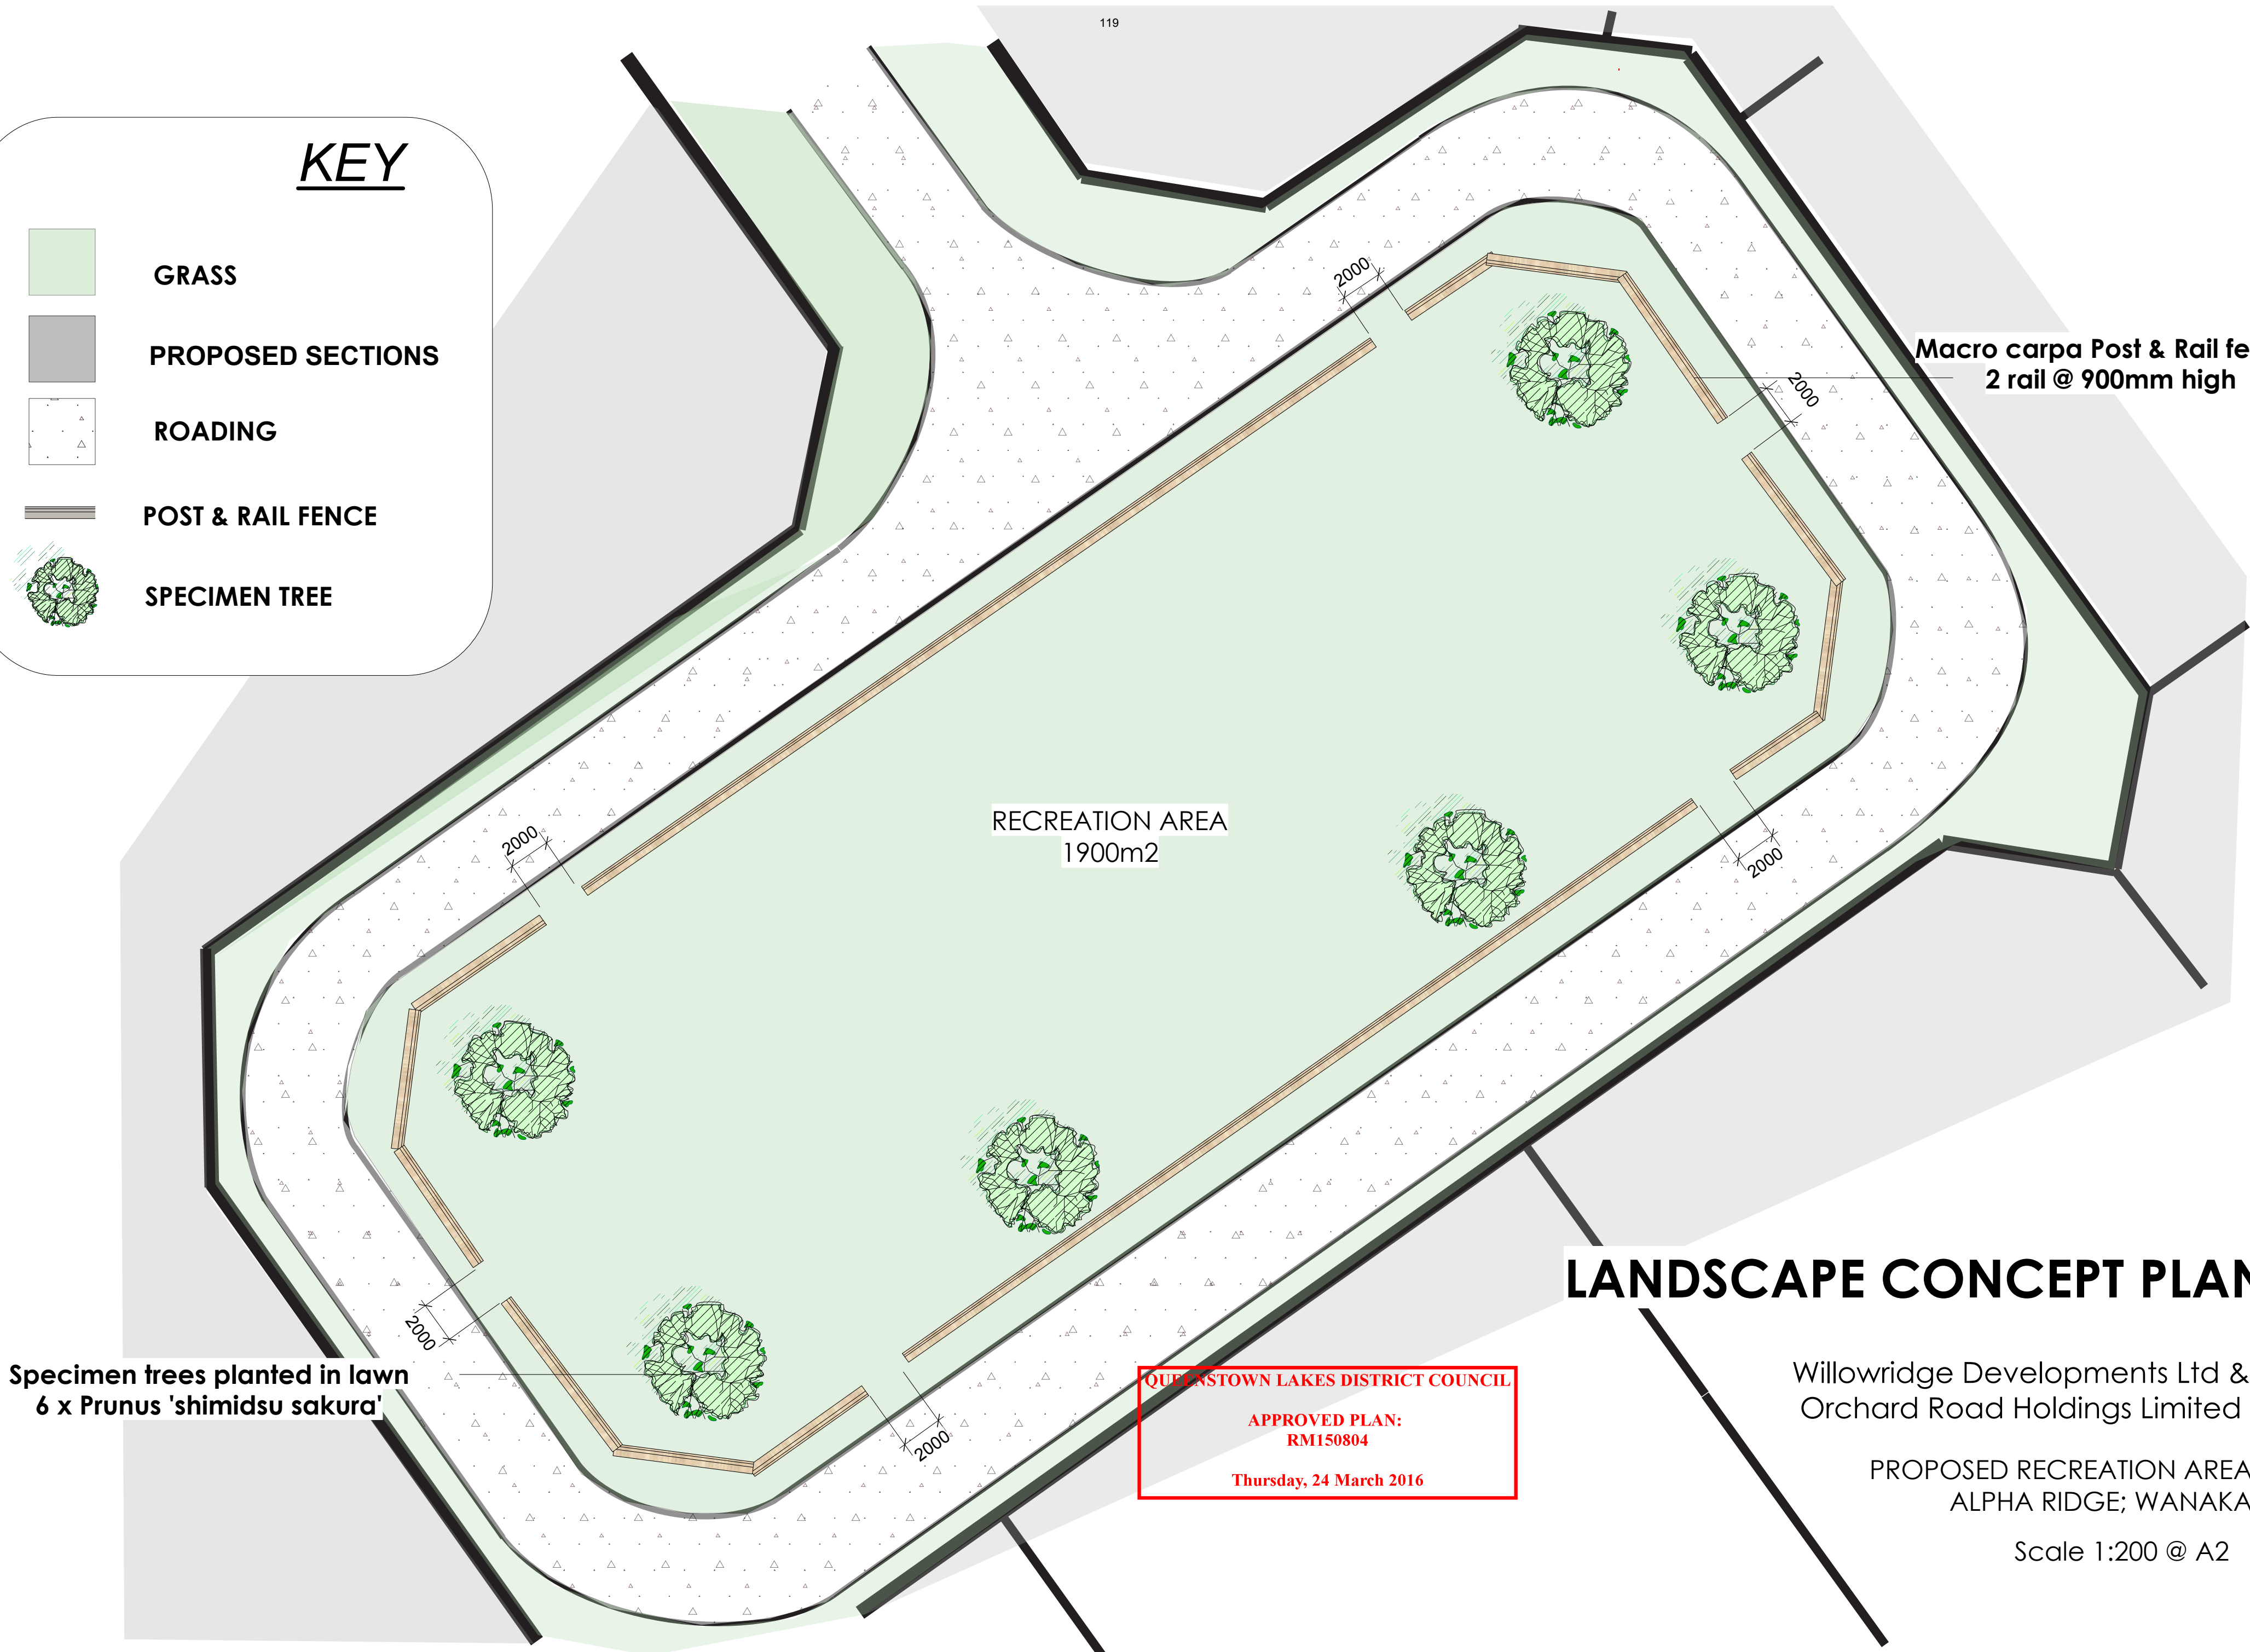 119
KEY
GRASS
PROPOSED SECTIONS
ROADING
POST & RAIL FENCE
SPECIMEN TREE
2000
Macro carpa Post & Rail fe
2 rail @ 900mm high
2000
RECREATION AREA
1900m2
2000
2000
2000
2000
Specimen trees planted in lawn
6 x Prunus 'shimidsu sakura'
QUEENSTOWN LAKES DISTRICT COUNCIL
APPROVED PLAN:
RM150804
Thursday, 24 March 2016
LANDSCAPE CONCEPT PLAN
Willowridge Developments Ltd &
Orchard Road Holdings Limited
PROPOSED RECREATION AREA
ALPHA RIDGE; WANAKA
Scale 1:200 @ A2